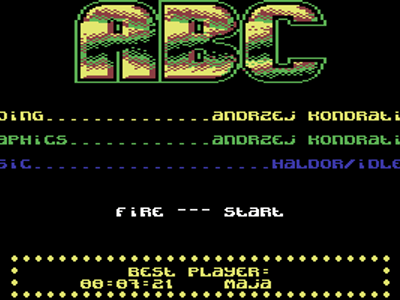 ABC
DING..............ANDRZEJ KONDRATI
APHICS............ANDRZEJ KONDRATI
SIC....................HALDOR/IDLE
FIRE --- START
BEST PLAYER:
00:07:21 MAJA